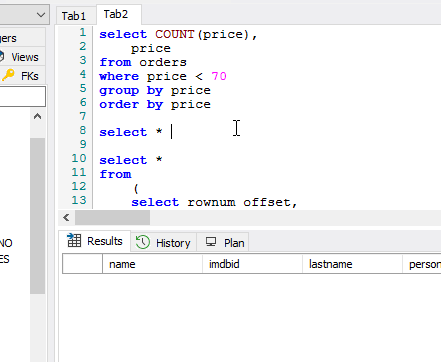 Tab1 Tab2
gers
Views
FKs
NO
ES
1 select COUNT(price),
2 price
3 from orders
4 where price < 70
5 group by price
6 order by price
7
8 select *
9
10 select *
11 from
12 (
13 select rownum offset,
Results History Plan
name imdbid lastname person